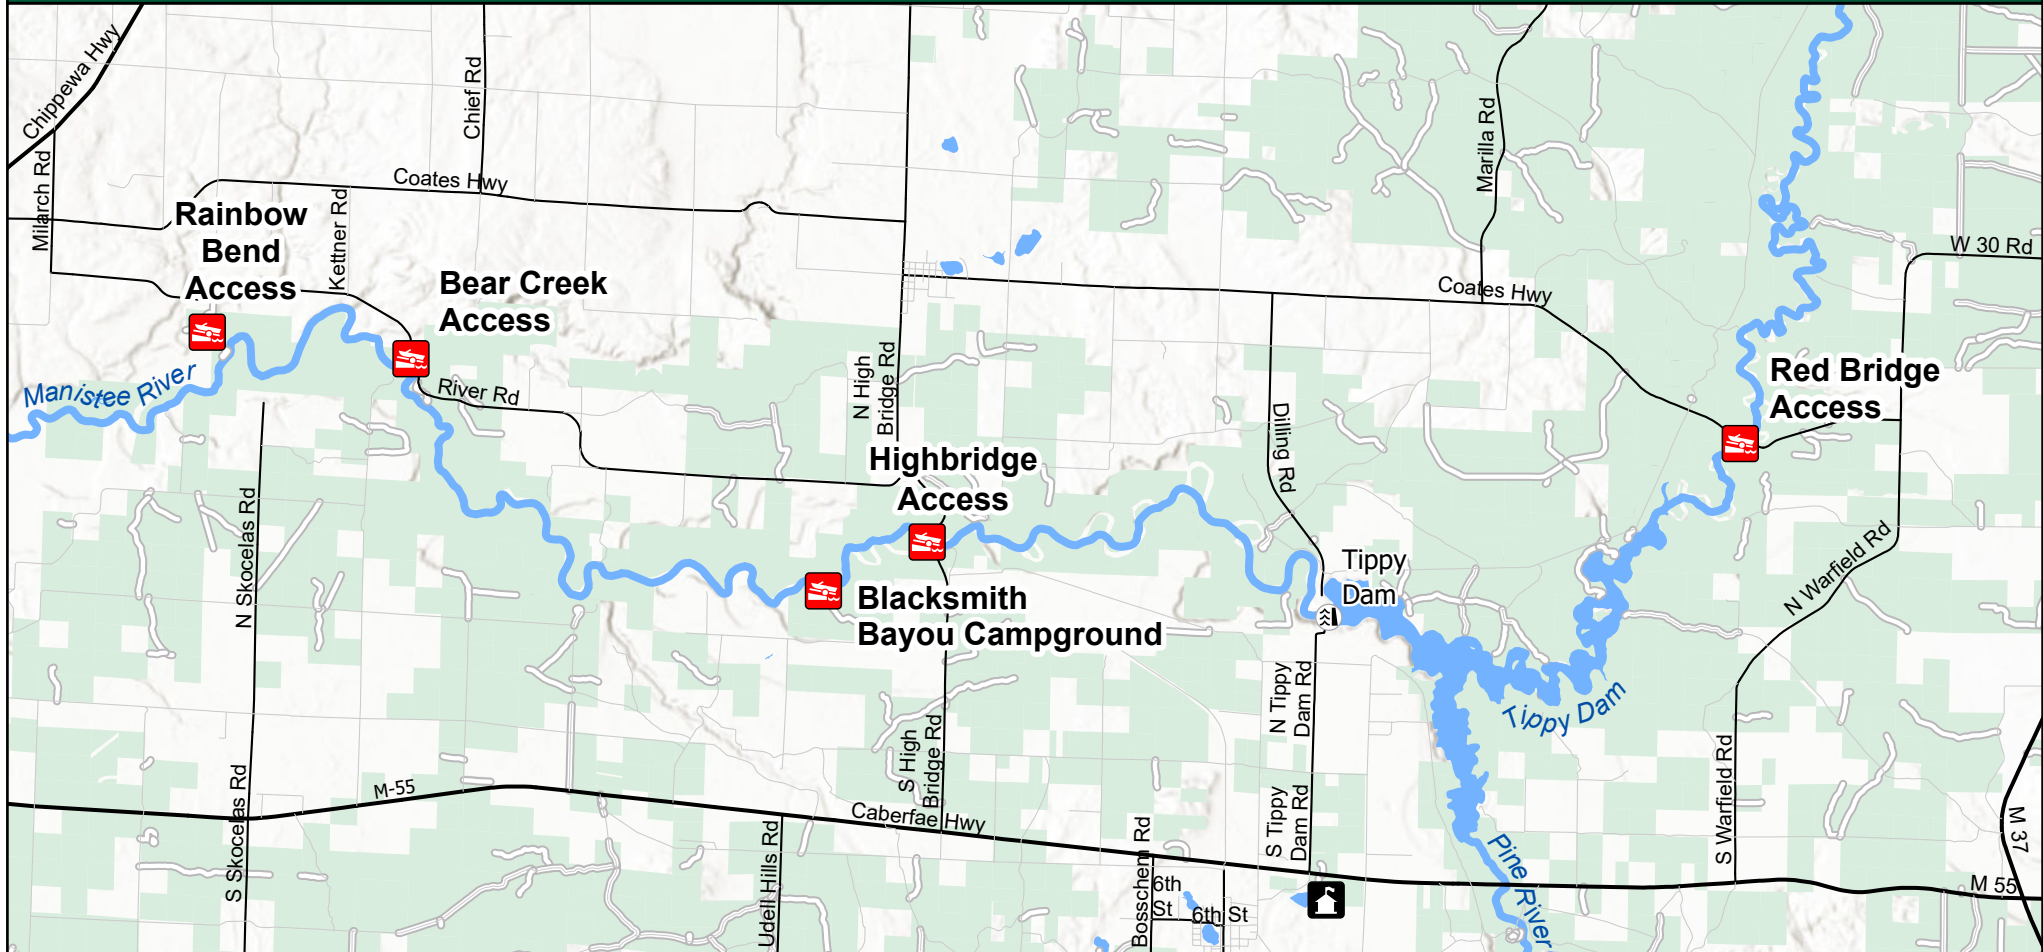 Chippewa Hwy
Chief Rd
Milarch Rd
Coates Hwy
Kettner Rd
Rainbow
Bend
Access
Bear Creek
Access
Marilla Rd
W 30 Rd
Coates Hwy
Manistee River
River Rd
N High
Bridge Rd
Red Bridge
Access
Dilling Rd
Highbridge
Access
N Skocelas Rd
Tippy
Dam
Blacksmith
Bayou Campground
N Warfield Rd
N Tippy
Dam Rd
Tippy Dam
S High
Bridge Rd
S Skocelas Rd
M-55
Caberfae Hwy
Udell Hills Rd
Bosschem Rd
S Tippy
Dam Rd
S Warfield Rd
M 37
Pine River
6th
St
6th St
M 55